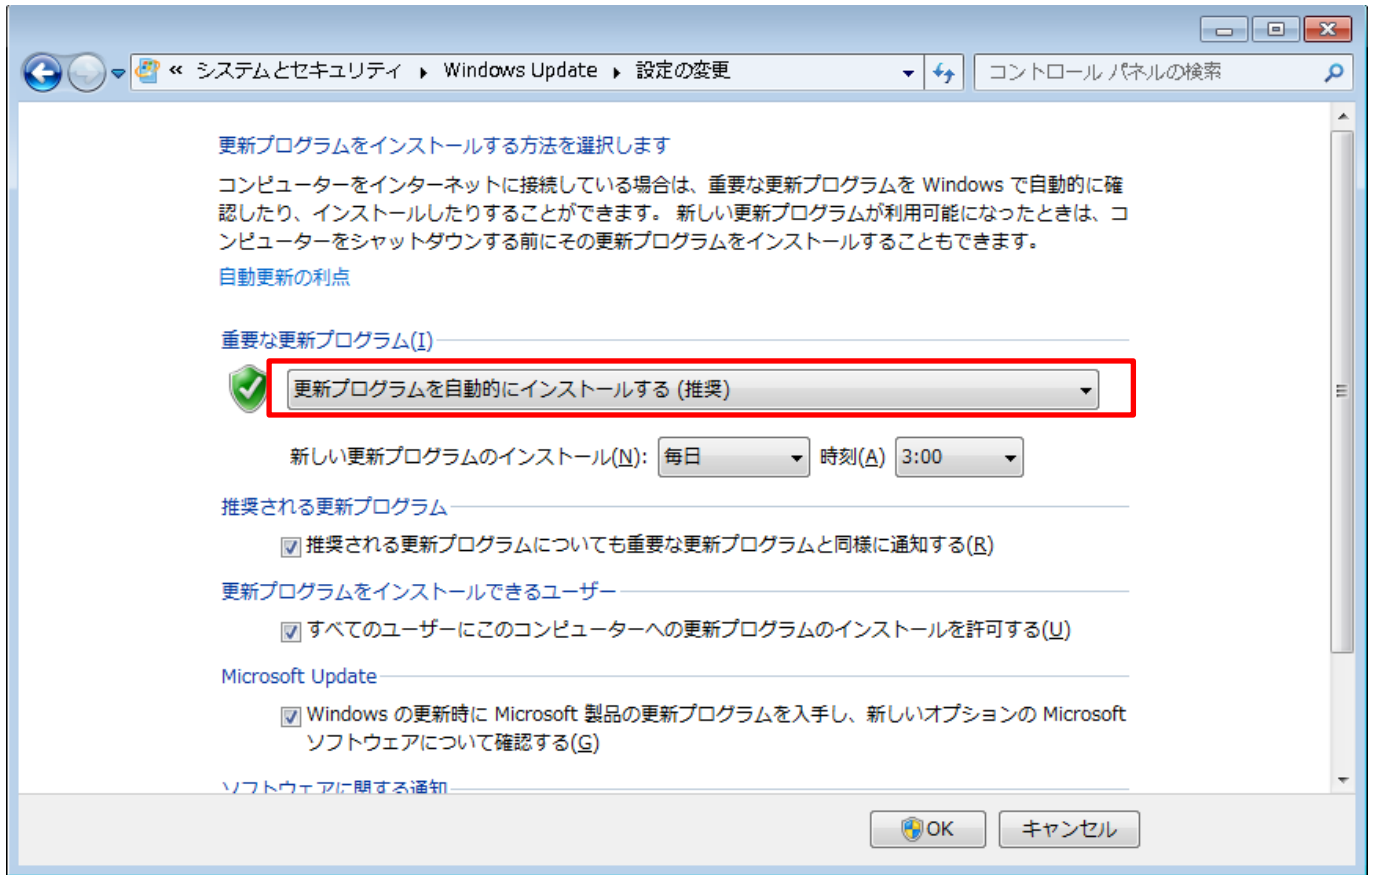 « システムとセキュリティ ▸ Windows Update ▸ 設定の変更
コントロール パネルの検索
更新プログラムをインストールする方法を選択します
コンピューターをインターネットに接続している場合は、重要な更新プログラムを Windows で自動的に確
認したり、インストールしたりすることができます。 新しい更新プログラムが利用可能になったときは、コ
ンピューターをシャットダウンする前にその更新プログラムをインストールすることもできます。
自動更新の利点
重要な更新プログラム(I)
更新プログラムを自動的にインストールする (推奨)
新しい更新プログラムのインストール(N): 毎日 時刻(A) 3:00
推奨される更新プログラム
推奨される更新プログラムについても重要な更新プログラムと同様に通知する(R)
更新プログラムをインストールできるユーザー
すべてのユーザーにこのコンピューターへの更新プログラムのインストールを許可する(U)
Microsoft Update
Windows の更新時に Microsoft 製品の更新プログラムを入手し、新しいオプションの Microsoft
ソフトウェアについて確認する(G)
ソフトウェアに関する通知
OK キャンセル